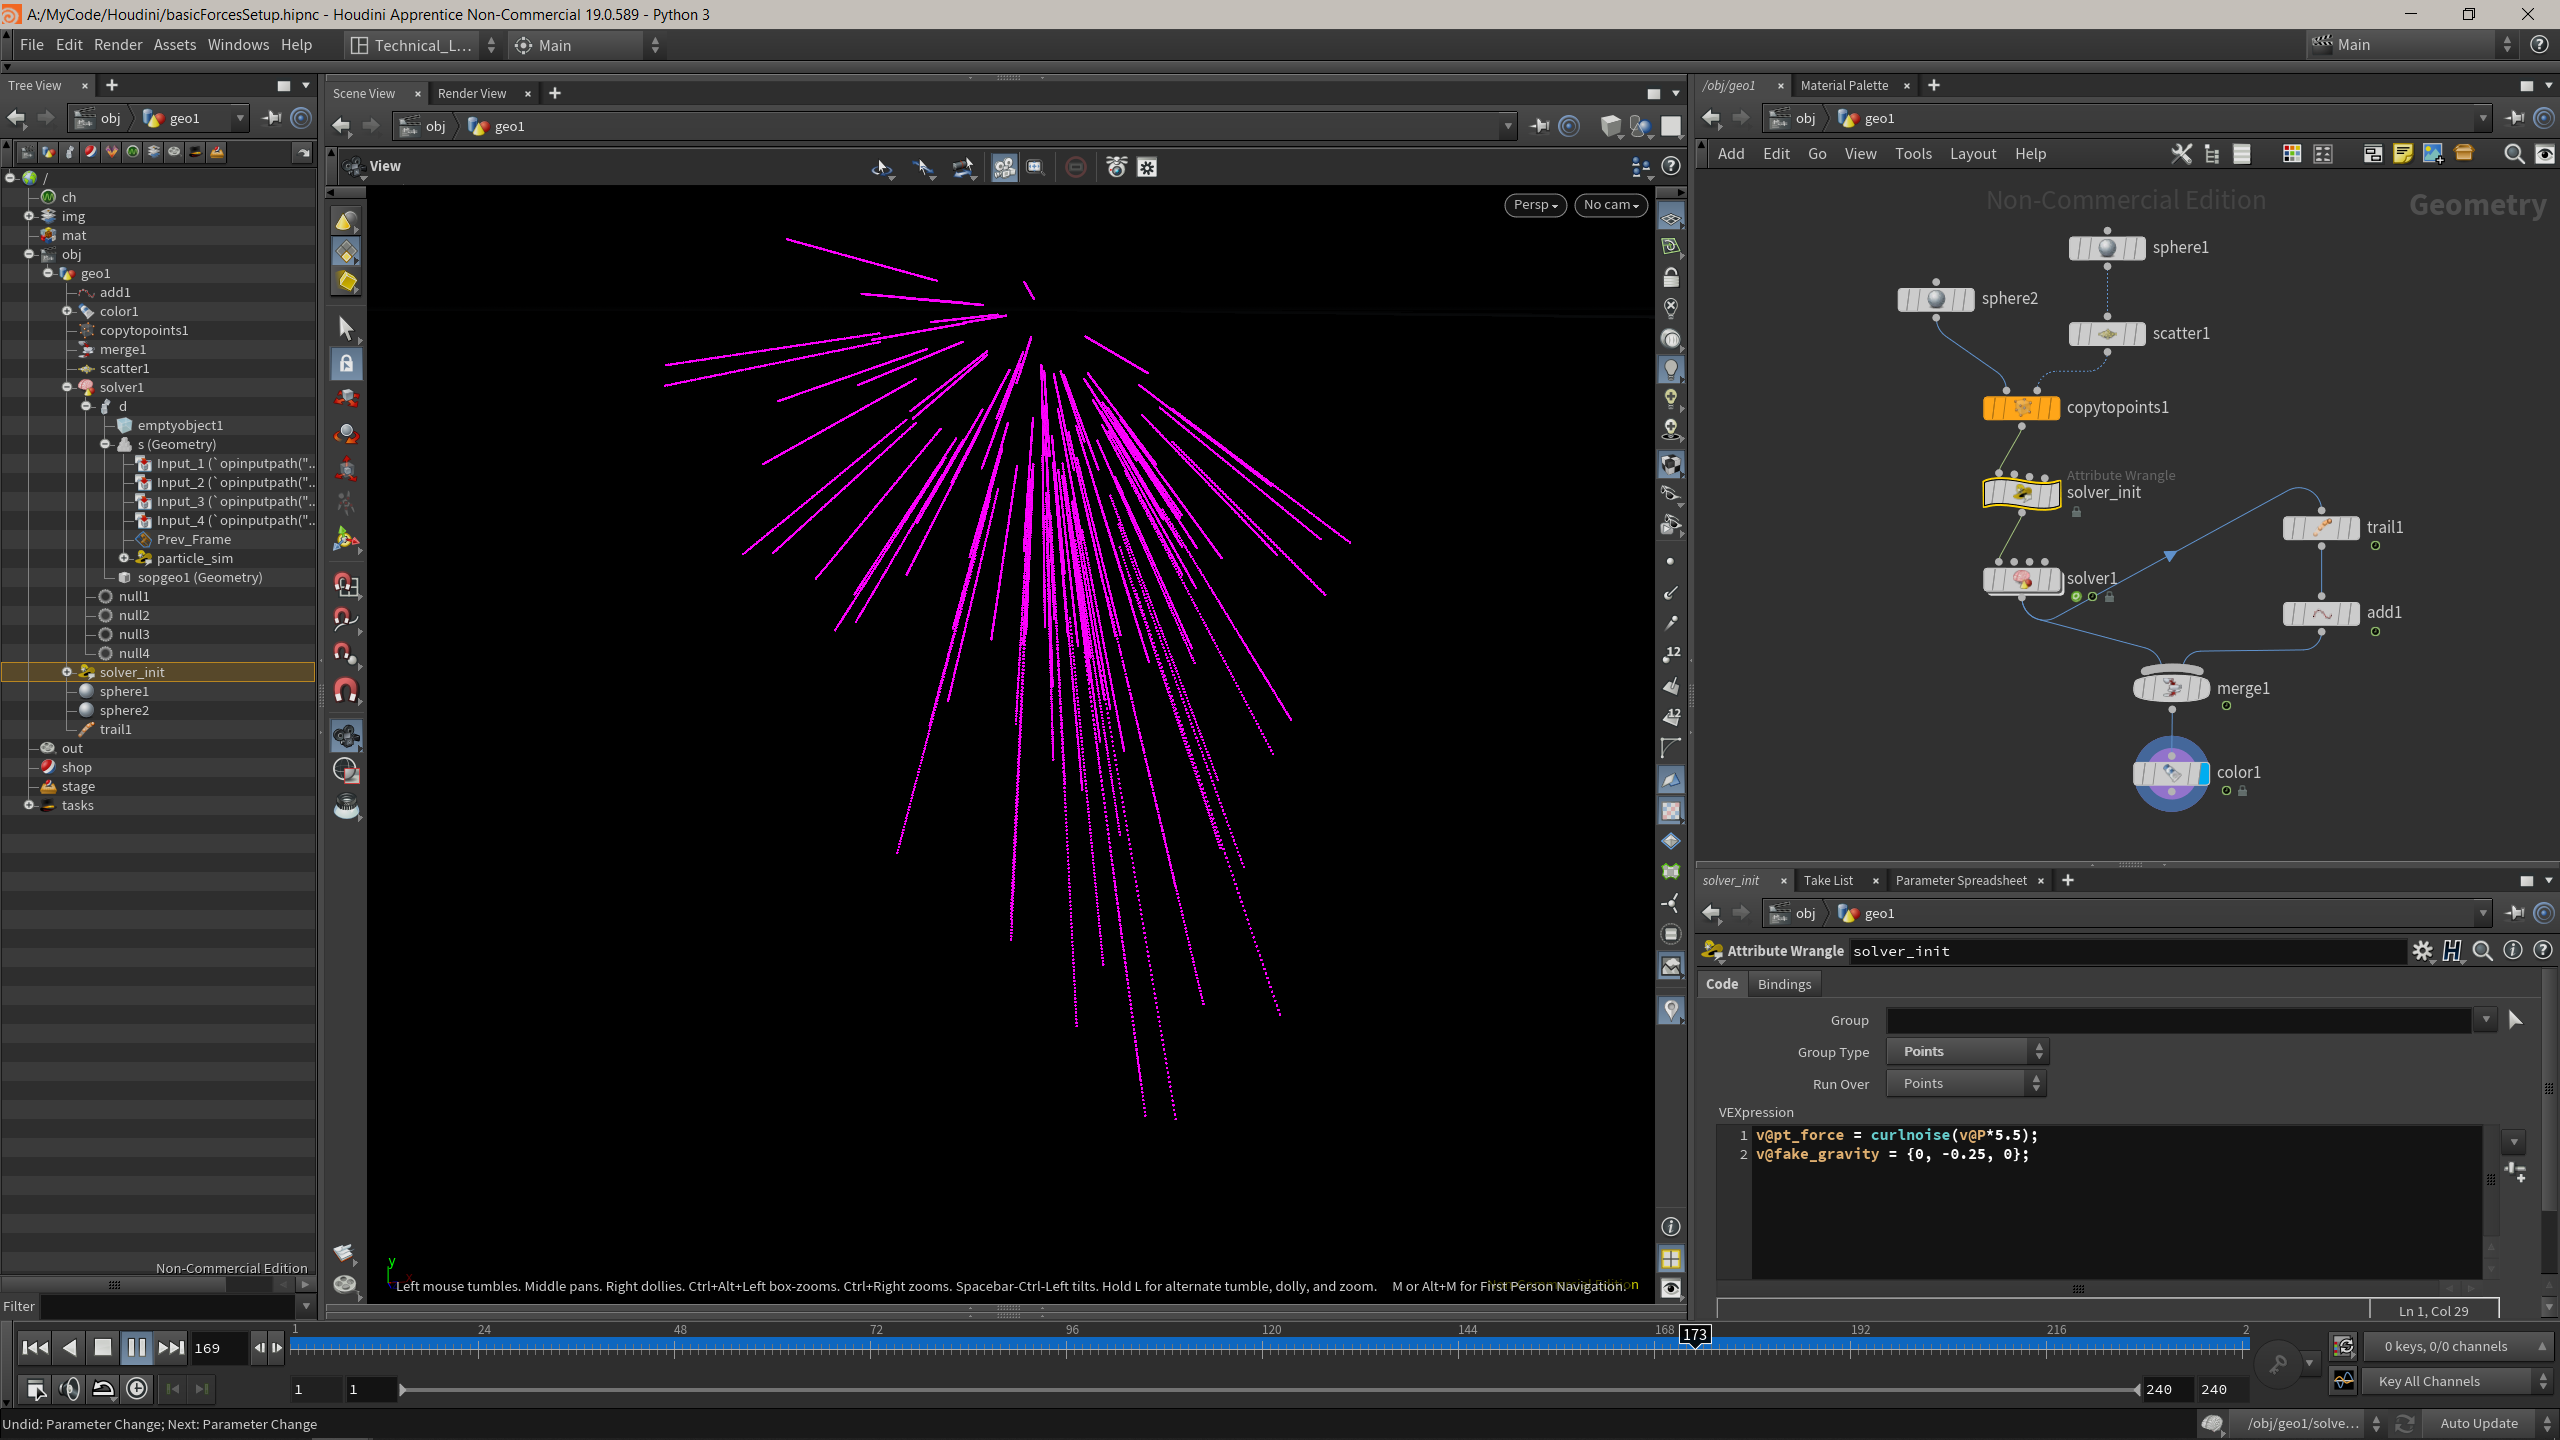 A:/MyCode/Houdini/basicForcesSetup.hipnc - Houdini Apprentice Non-Commercial 19.0.589 - Python 3
File Edit Render Assets Windows Help
Technical_L...
Main
Main
Tree View
obj
geo1
/
ch
img
mat
obj
geo1
add1
color1
copytopoints1
merge1
scatter1
solver1
d
emptyobject1
s (Geometry)
Input_1 (`opinputpath("..
Input_2 (`opinputpath("..
Input_3 (`opinputpath("..
Input_4 (`opinputpath("..
Prev_Frame
particle_sim
sopgeo1 (Geometry)
null1
null2
null3
null4
solver_init
sphere1
sphere2
trail1
out
shop
stage
tasks
Non-Commercial Edition
Filter
Scene View
Render View
obj
geo1
View
Persp
No cam
12
12
y
Left mouse tumbles. Middle pans. Right dollies. Ctrl+Alt+Left box-zooms. Ctrl+Right zooms. Spacebar-Ctrl-Left tilts. Hold L for alternate tumble, dolly, and zoom. M or Alt+M for First Person Navigation.
/obj/geo1
Material Palette
obj
geo1
Add Edit Go View Tools Layout Help
Non-Commercial Edition
Geometry
sphere1
sphere2
scatter1
copytopoints1
Attribute Wrangle
solver_init
trail1
solver1
add1
merge1
color1
solver_init
Take List
Parameter Spreadsheet
obj
geo1
Attribute Wrangle
solver_init
Code
Bindings
Group
Group Type
Points
Run Over
Points
VEXpression
1 v@pt_force = curlnoise(v@P*5.5);
2 v@fake_gravity = {0, -0.25, 0};
Ln 1, Col 29
169
1 24 48 72 96 120 144 168 173 192 216 2
1 1
240 240
0 keys, 0/0 channels
Key All Channels
Undid: Parameter Change; Next: Parameter Change
/obj/geo1/solve...
Auto Update